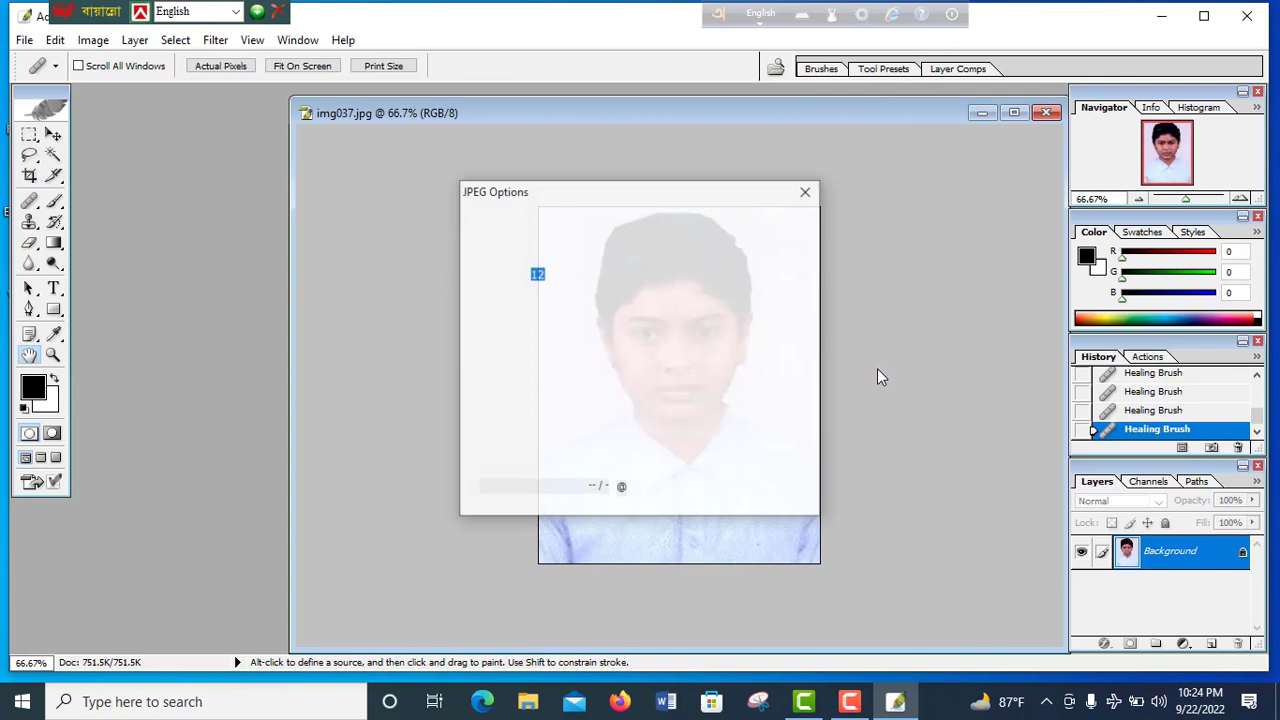 Ad
বায়ান্নো
English
English
File Edit Image Layer Select Filter View Window Help
Scroll All Windows Actual Pixels Fit On Screen Print Size
Brushes Tool Presets Layer Comps
img037.jpg @ 66.7% (RGB/8)
JPEG Options
12
-- / - @
Navigator Info Histogram
66.67%
Color Swatches Styles
R 0
G 0
B 0
History Actions
Healing Brush
Healing Brush
Healing Brush
Healing Brush
Layers Channels Paths
Normal Opacity: 100%
Lock: Fill: 100%
Background
66.67% Doc: 751.5K/751.5K Alt-click to define a source, and then click and drag to paint. Use Shift to constrain stroke.
Type here to search
87°F
10:24 PM
9/22/2022